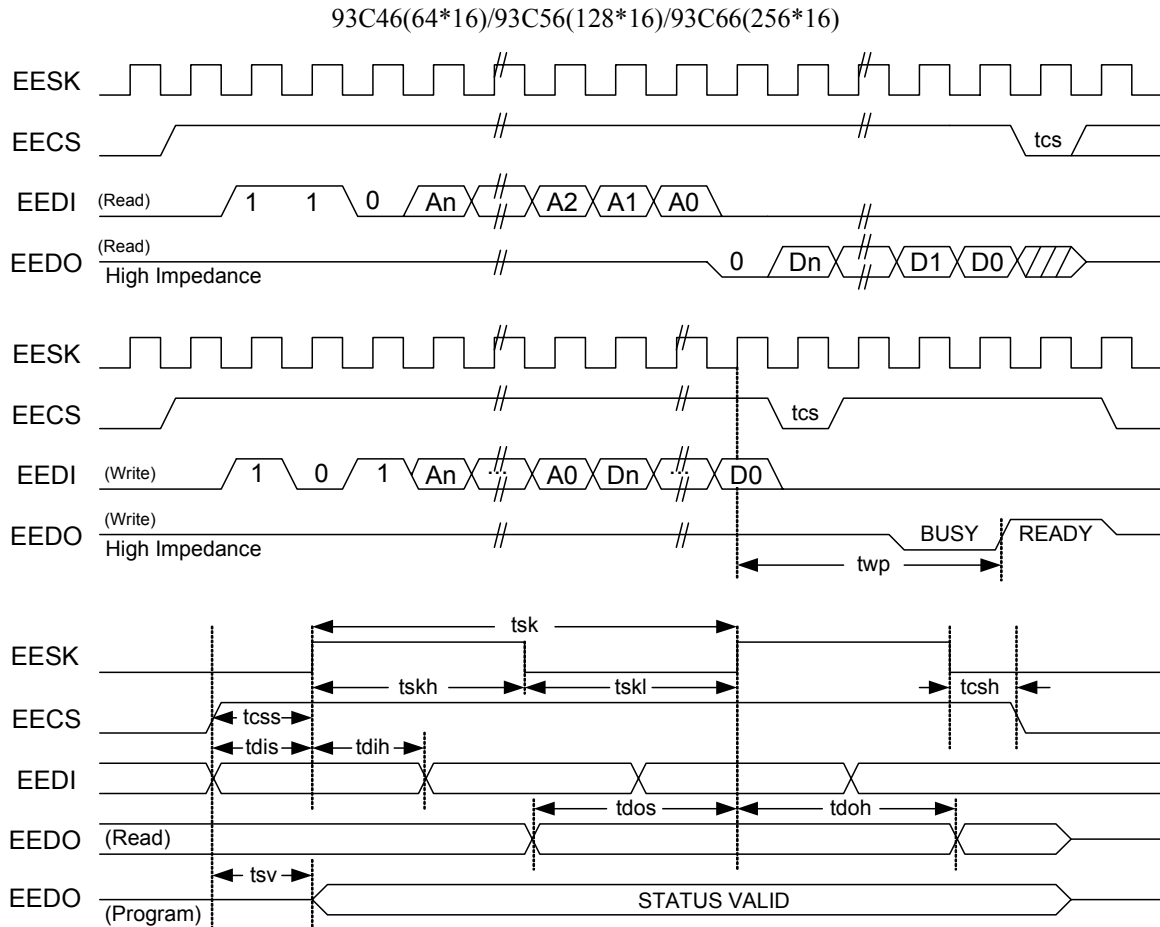 93C46(64*16)/93C56(128*16)/93C66(256*16)
EESK
EECS tcs
EEDI (Read) 1 1 0 An A2 A1 A0
(Read)
EEDO 0 Dn D1 D0
High Impedance
EESK
EECS tcs
EEDI (Write) 1 0 1 An ... A0 Dn ... D0
(Write)
EEDO BUSY READY
High Impedance
twp
tsk
EESK
tskh tskl tcsh
EECS tcss
tdis tdih
EEDI
tdos tdoh
EEDO (Read)
tsv
EEDO STATUS VALID
(Program)